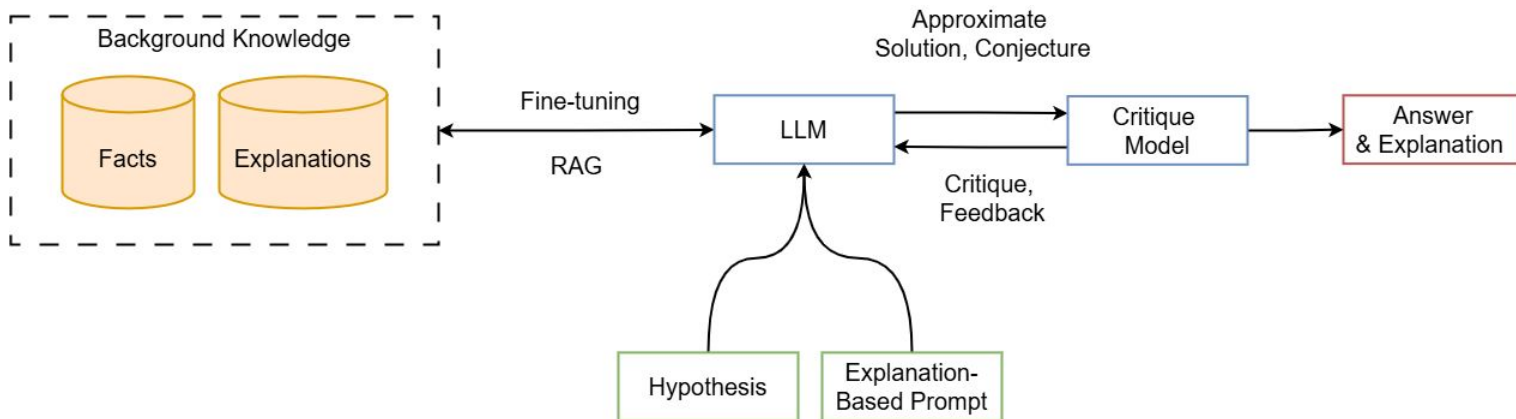 Background Knowledge
Facts
Explanations
Fine-tuning
RAG
LLM
Approximate
Solution, Conjecture
Critique,
Feedback
Critique
Model
Answer
& Explanation
Hypothesis
Explanation-
Based Prompt